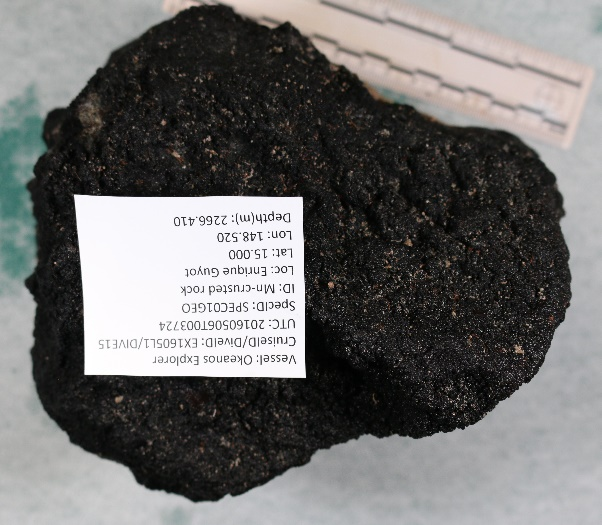 Vessel: Okeanos Explorer
CruiseID/DiveID: EX1605L1/DIVE15
UTC: 20160506T003724
SpecID: SPEC01GEO
ID: Mn-crusted rock
Loc: Enrique Guyot
Lat: 15.000
Lon: 148.520
Depth(m): 2266.410